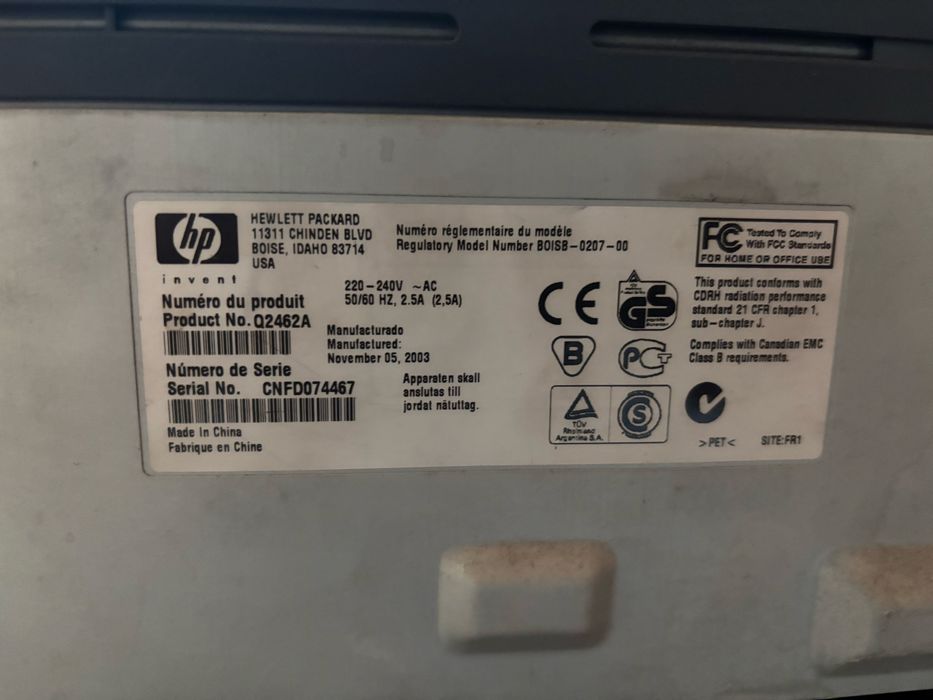 hp
invent
HEWLETT PACKARD
11311 CHINDEN BLVD
BOISE, IDAHO 83714
USA
Numéro réglementaire du modèle
Regulatory Model Number BOISB-0207-00
FC Tested To Comply
With FCC Standards
FOR HOME OR OFFICE USE
220-240V ~AC
50/60 HZ, 2.5A (2,5A)
Numéro du produit
Product No. Q2462A
Manufacturado
Manufactured:
November 05, 2003
Número de Serie
Serial No. CNFD074467
Apparaten skall
anslutas till
jordat nätuttag.
Made In China
Fabrique en Chine
CE
GS
B
PCT
TÜV
Rheinland
Argentina S.A.
S
This product conforms with
CDRH radiation performance
standard 21 CFR chapter 1,
sub-chapter J.
Complies with Canadian EMC
Class B requirements.
>PET<
SITE:FR1